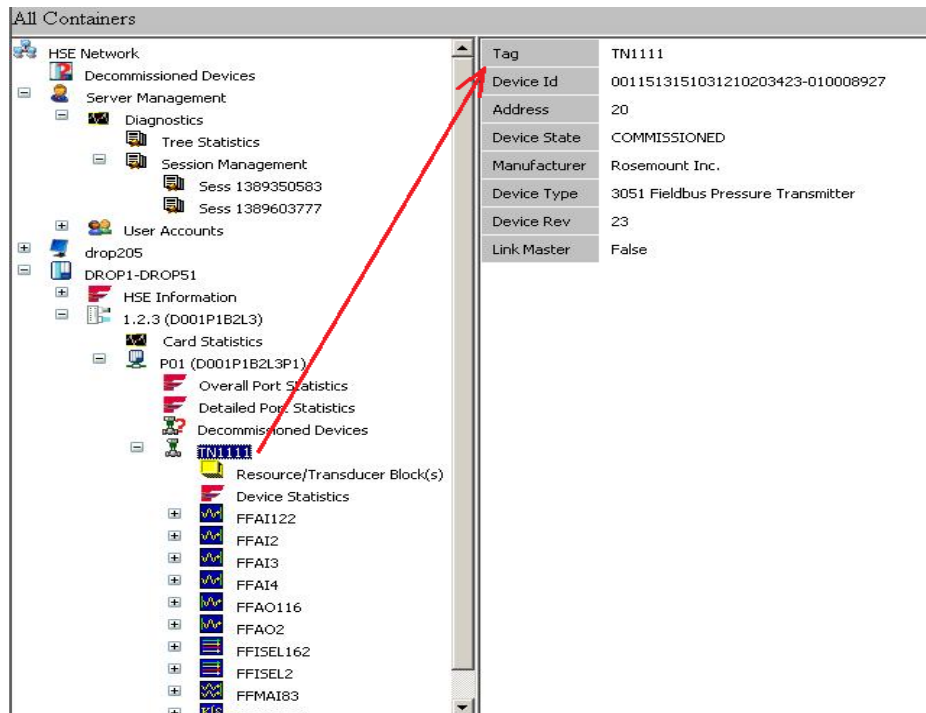 All Containers
HSE Network
Decommissioned Devices
Server Management
Diagnostics
Tree Statistics
Session Management
Sess 1389350583
Sess 1389603777
User Accounts
drop205
DROP1-DROP51
HSE Information
1.2.3 (D001P1B2L3)
Card Statistics
P01 (D001P1B2L3P1)
Overall Port Statistics
Detailed Port Statistics
Decommissioned Devices
TN1111
Resource/Transducer Block(s)
Device Statistics
FFAI122
FFAI2
FFAI3
FFAI4
FFAO116
FFAO2
FFISEL162
FFISEL2
FFMAI83
Tag TN1111
Device Id 0011513151031210203423-010008927
Address 20
Device State COMMISSIONED
Manufacturer Rosemount Inc.
Device Type 3051 Fieldbus Pressure Transmitter
Device Rev 23
Link Master False